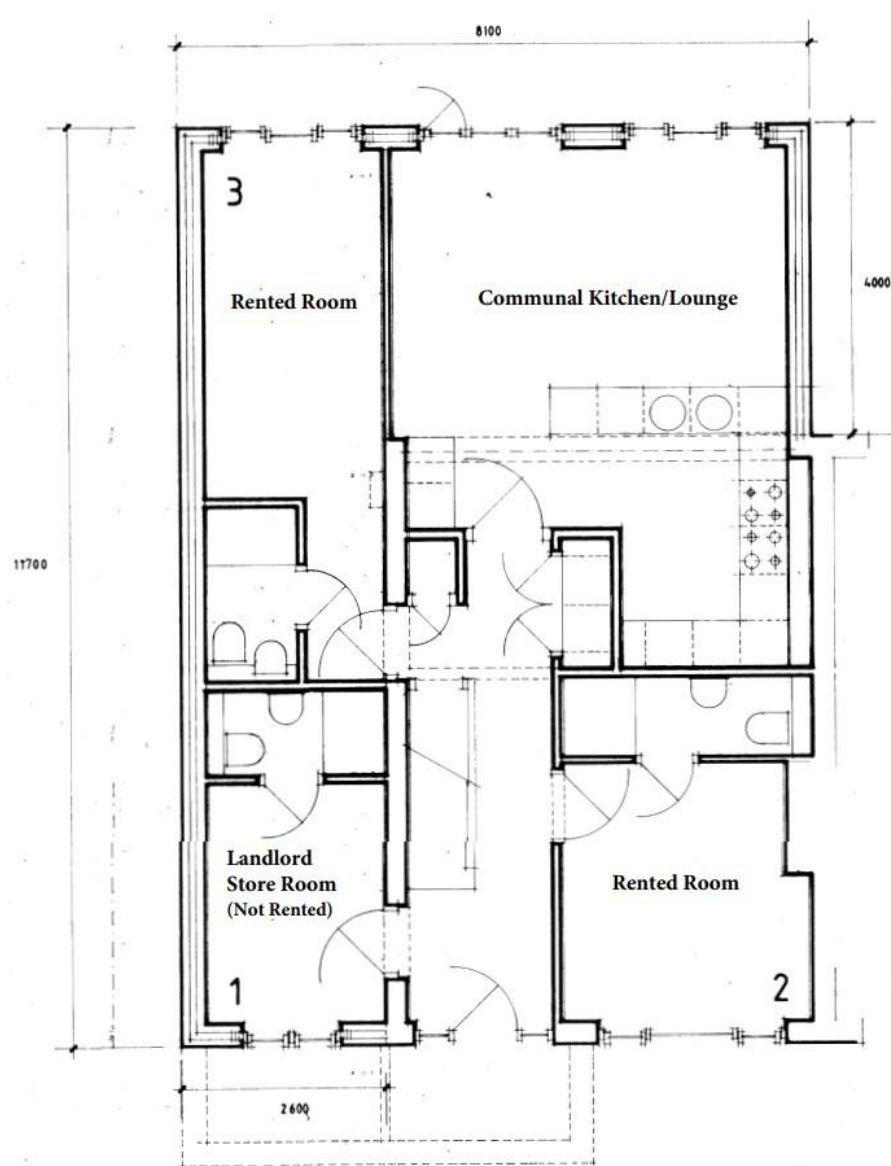 8100
3
Rented Room
Communal Kitchen/Lounge
4000
11700
Landlord
Store Room
(Not Rented)
Rented Room
1
2
2600